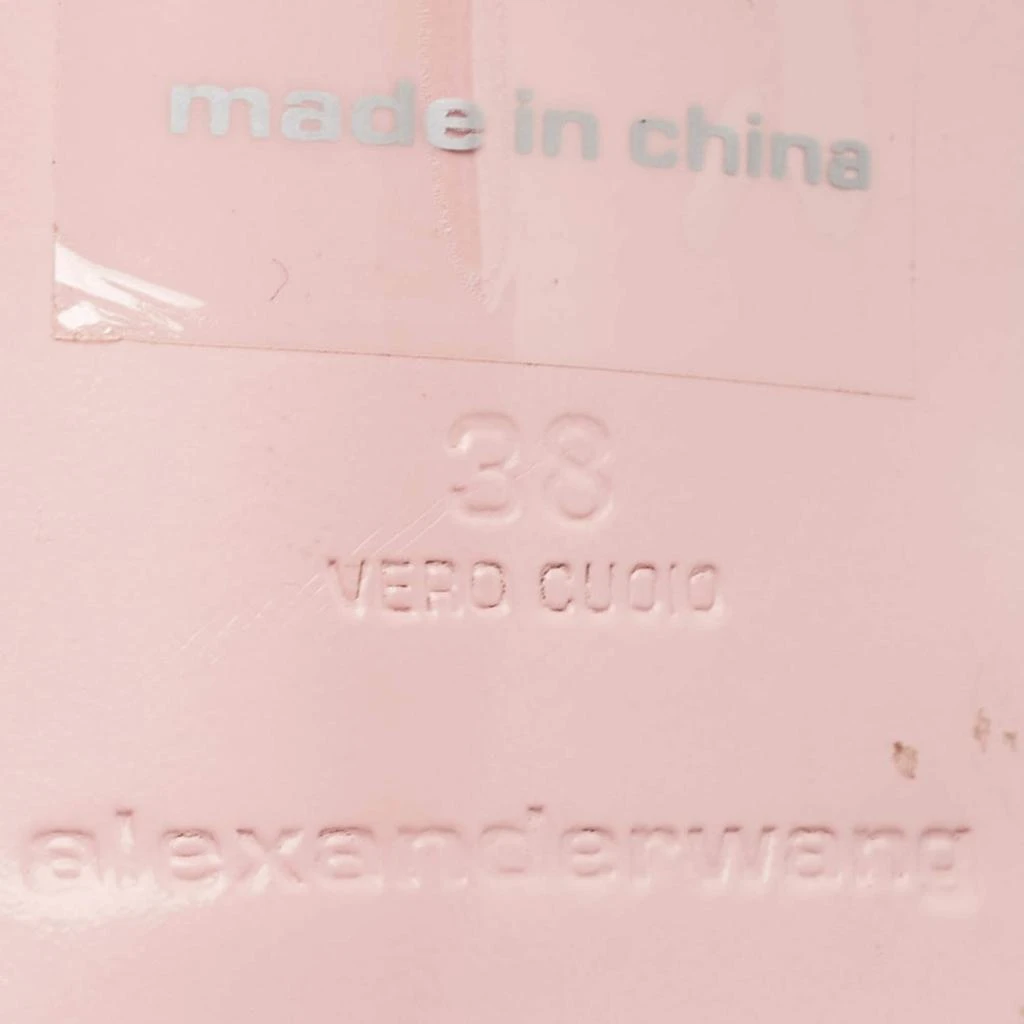 made in china
38
VERO CUOIO
alexanderwang